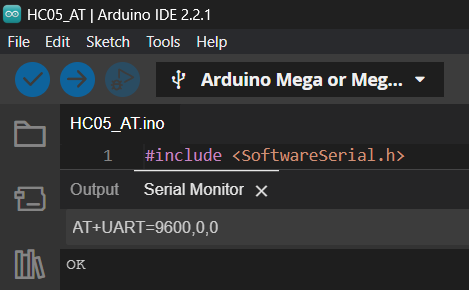 HC05_AT | Arduino IDE 2.2.1
File Edit Sketch Tools Help
Arduino Mega or Meg...
HC05_AT.ino
1 #include <SoftwareSerial.h>
Output Serial Monitor
AT+UART=9600,0,0
OK